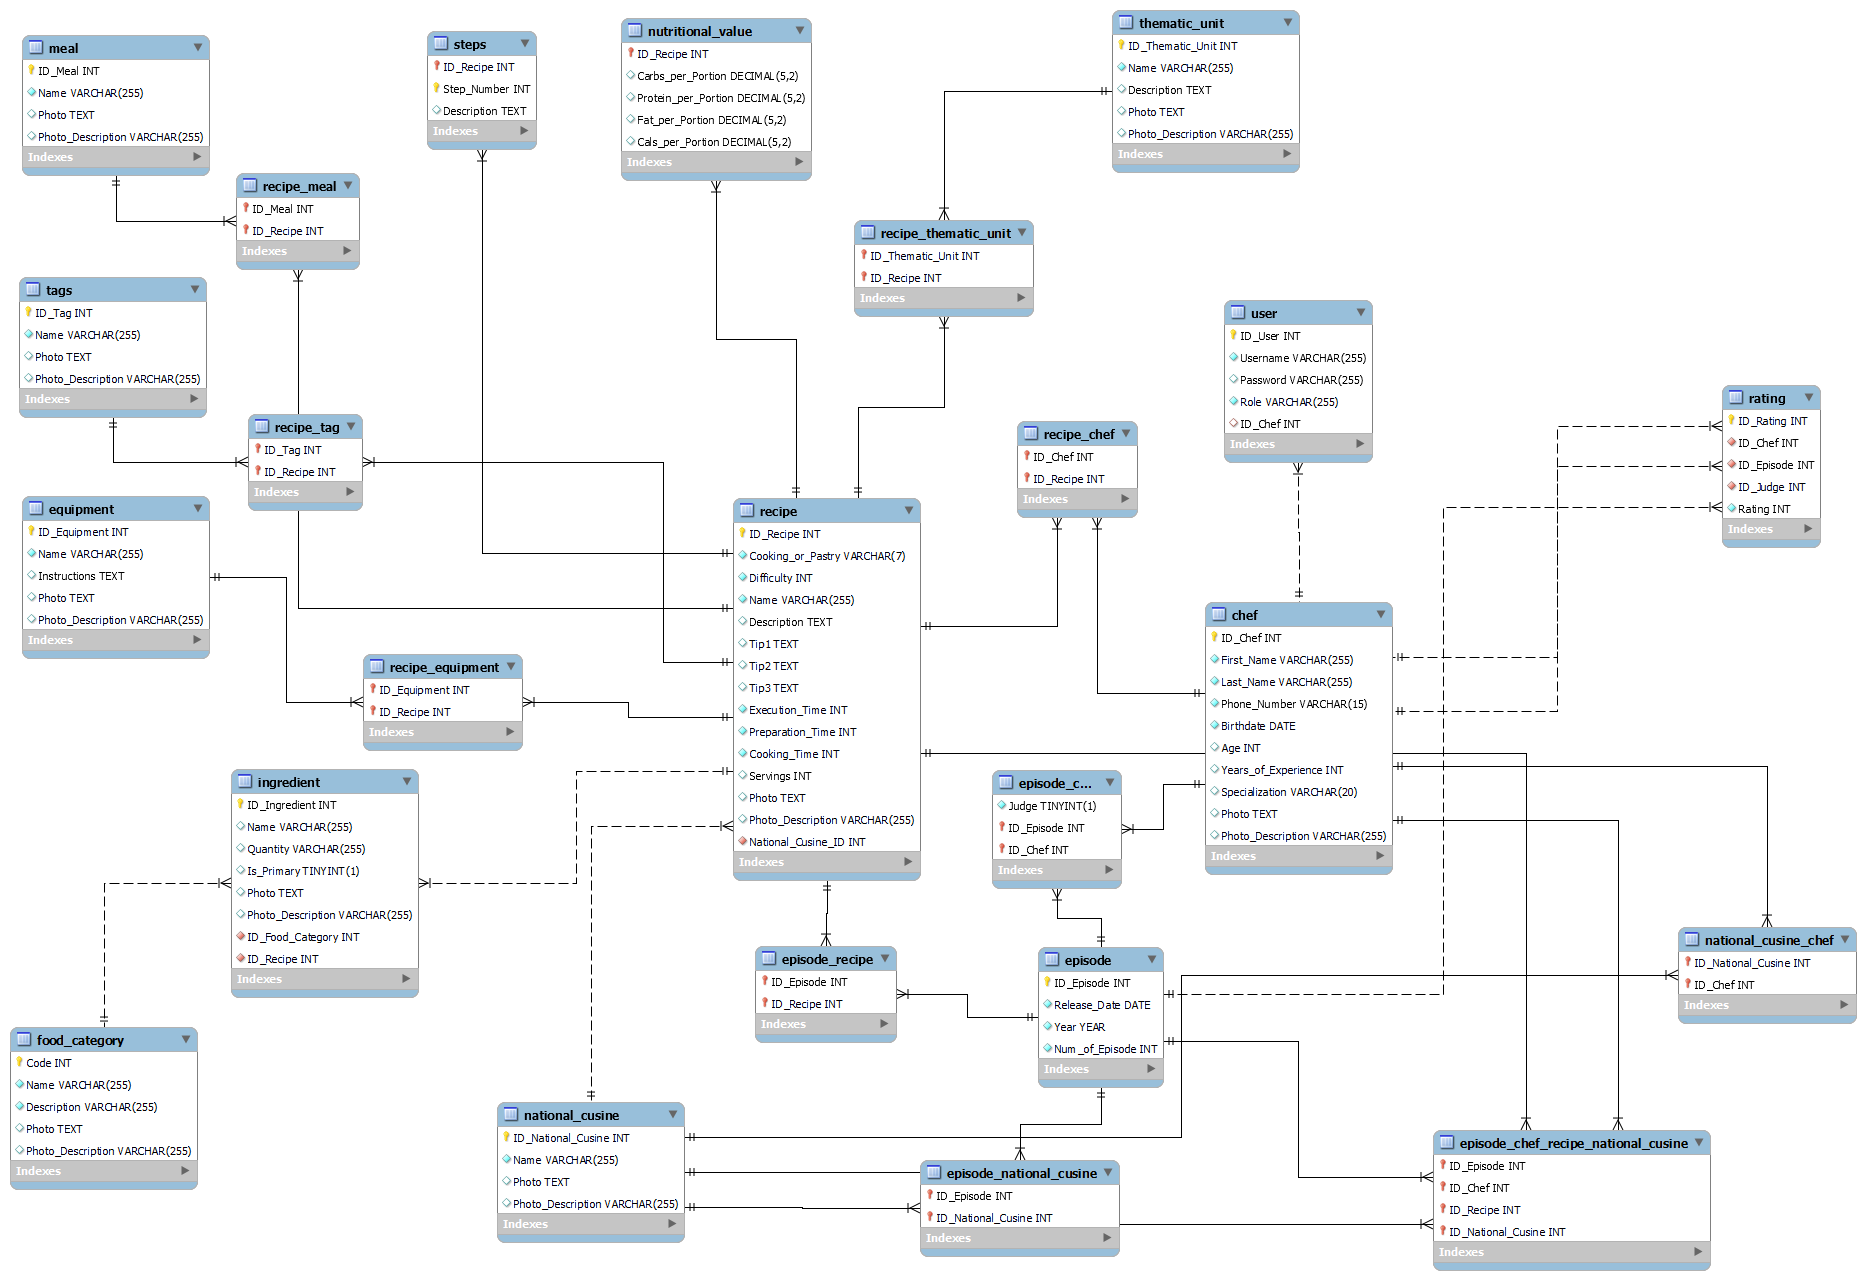 meal
ID_Meal INT
Name VARCHAR(255)
Photo TEXT
Photo_Description VARCHAR(255)
Indexes
steps
ID_Recipe INT
Step_Number INT
Description TEXT
Indexes
nutritional_value
ID_Recipe INT
Carbs_per_Portion DECIMAL(5,2)
Protein_per_Portion DECIMAL(5,2)
Fat_per_Portion DECIMAL(5,2)
Cals_per_Portion DECIMAL(5,2)
Indexes
thematic_unit
ID_Thematic_Unit INT
Name VARCHAR(255)
Description TEXT
Photo TEXT
Photo_Description VARCHAR(255)
Indexes
recipe_meal
ID_Meal INT
ID_Recipe INT
Indexes
recipe_thematic_unit
ID_Thematic_Unit INT
ID_Recipe INT
Indexes
tags
ID_Tag INT
Name VARCHAR(255)
Photo TEXT
Photo_Description VARCHAR(255)
Indexes
user
ID_User INT
Username VARCHAR(255)
Password VARCHAR(255)
Role VARCHAR(255)
ID_Chef INT
Indexes
rating
ID_Rating INT
ID_Chef INT
ID_Episode INT
ID_Judge INT
Rating INT
Indexes
recipe_tag
ID_Tag INT
ID_Recipe INT
Indexes
recipe_chef
ID_Chef INT
ID_Recipe INT
Indexes
equipment
ID_Equipment INT
Name VARCHAR(255)
Instructions TEXT
Photo TEXT
Photo_Description VARCHAR(255)
Indexes
recipe
ID_Recipe INT
Cooking_or_Pastry VARCHAR(7)
Difficulty INT
Name VARCHAR(255)
Description TEXT
Tip1 TEXT
Tip2 TEXT
Tip3 TEXT
Execution_Time INT
Preparation_Time INT
Cooking_Time INT
Servings INT
Photo TEXT
Photo_Description VARCHAR(255)
National_Cusine_ID INT
Indexes
chef
ID_Chef INT
First_Name VARCHAR(255)
Last_Name VARCHAR(255)
Phone_Number VARCHAR(15)
Birthdate DATE
Age INT
Years_of_Experience INT
Specialization VARCHAR(20)
Photo TEXT
Photo_Description VARCHAR(255)
Indexes
recipe_equipment
ID_Equipment INT
ID_Recipe INT
Indexes
ingredient
ID_Ingredient INT
Name VARCHAR(255)
Quantity VARCHAR(255)
Is_Primary TINYINT(1)
Photo TEXT
Photo_Description VARCHAR(255)
ID_Food_Category INT
ID_Recipe INT
Indexes
episode_c...
Judge TINYINT(1)
ID_Episode INT
ID_Chef INT
Indexes
national_cusine_chef
ID_National_Cusine INT
ID_Chef INT
Indexes
episode_recipe
ID_Episode INT
ID_Recipe INT
Indexes
episode
ID_Episode INT
Release_Date DATE
Year YEAR
Num_of_Episode INT
Indexes
food_category
Code INT
Name VARCHAR(255)
Description VARCHAR(255)
Photo TEXT
Photo_Description VARCHAR(255)
Indexes
national_cusine
ID_National_Cusine INT
Name VARCHAR(255)
Photo TEXT
Photo_Description VARCHAR(255)
Indexes
episode_national_cusine
ID_Episode INT
ID_National_Cusine INT
Indexes
episode_chef_recipe_national_cusine
ID_Episode INT
ID_Chef INT
ID_Recipe INT
ID_National_Cusine INT
Indexes